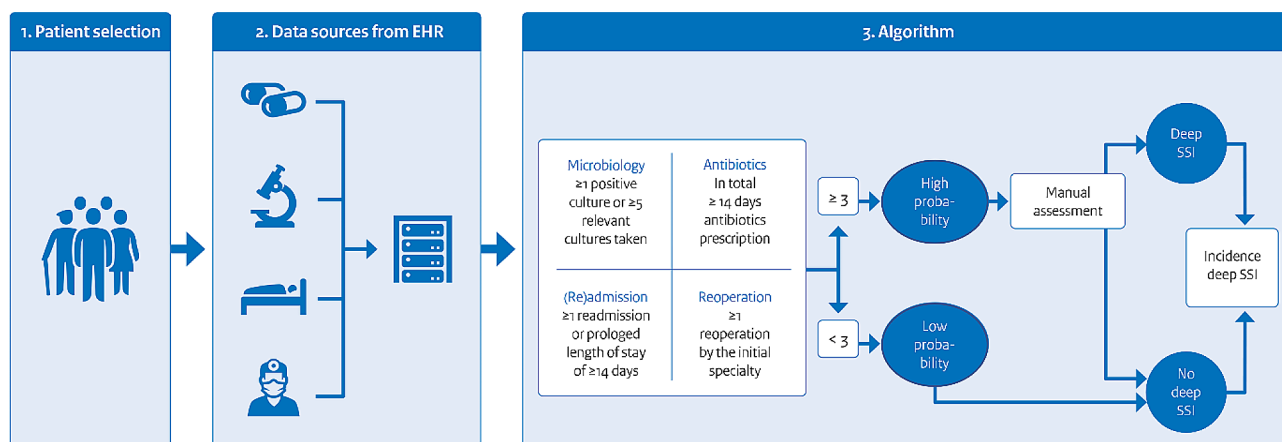 1. Patient selection
2. Data sources from EHR
3. Algorithm
Microbiology
≥1 positive
culture or ≥5
relevant
cultures taken
Antibiotics
In total
≥ 14 days
antibiotics
prescription
(Re)admission
≥1 readmission
or prologed
length of stay
of ≥14 days
Reoperation
≥1
reoperation
by the initial
specialty
≥ 3
< 3
High
proba-
bility
Low
proba-
bility
Manual
assessment
Deep
SSI
No
deep
SSI
Incidence
deep SSI